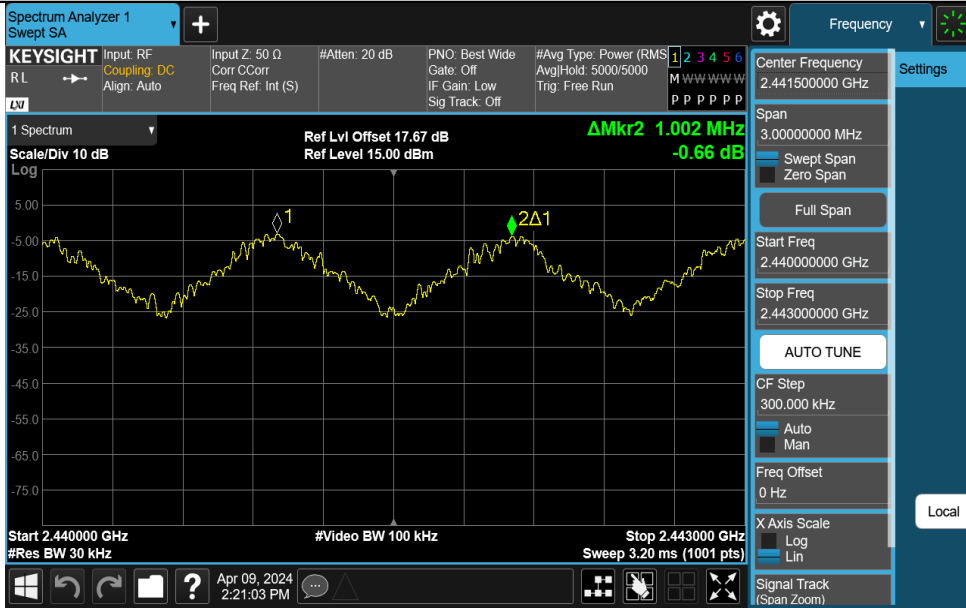 Spectrum Analyzer 1
Swept SA
+
Frequency
KEYSIGHT
RL
LXI
Input: RF
Coupling: DC
Align: Auto
Input Z: 50 Ω
Corr CCorr
Freq Ref: Int (S)
#Atten: 20 dB
PNO: Best Wide
Gate: Off
IF Gain: Low
Sig Track: Off
#Avg Type: Power (RMS
Avg|Hold: 5000/5000
Trig: Free Run
1 2 3 4 5 6
M W W W W W
P P P P P P
1 Spectrum
Scale/Div 10 dB
Log
Ref Lvl Offset 17.67 dB
Ref Level 15.00 dBm
ΔMkr2 1.002 MHz
-0.66 dB
1
2Δ1
5.00
-5.00
-15.0
-25.0
-35.0
-45.0
-55.0
-65.0
-75.0
Start 2.440000 GHz
#Video BW 100 kHz
Stop 2.443000 GHz
#Res BW 30 kHz
Sweep 3.20 ms (1001 pts)
?
Apr 09, 2024
2:21:03 PM
Center Frequency
2.441500000 GHz
Settings
Span
3.00000000 MHz
Swept Span
Zero Span
Full Span
Start Freq
2.440000000 GHz
Stop Freq
2.443000000 GHz
AUTO TUNE
CF Step
300.000 kHz
Auto
Man
Freq Offset
0 Hz
Local
X Axis Scale
Log
Lin
Signal Track
(Span Zoom)